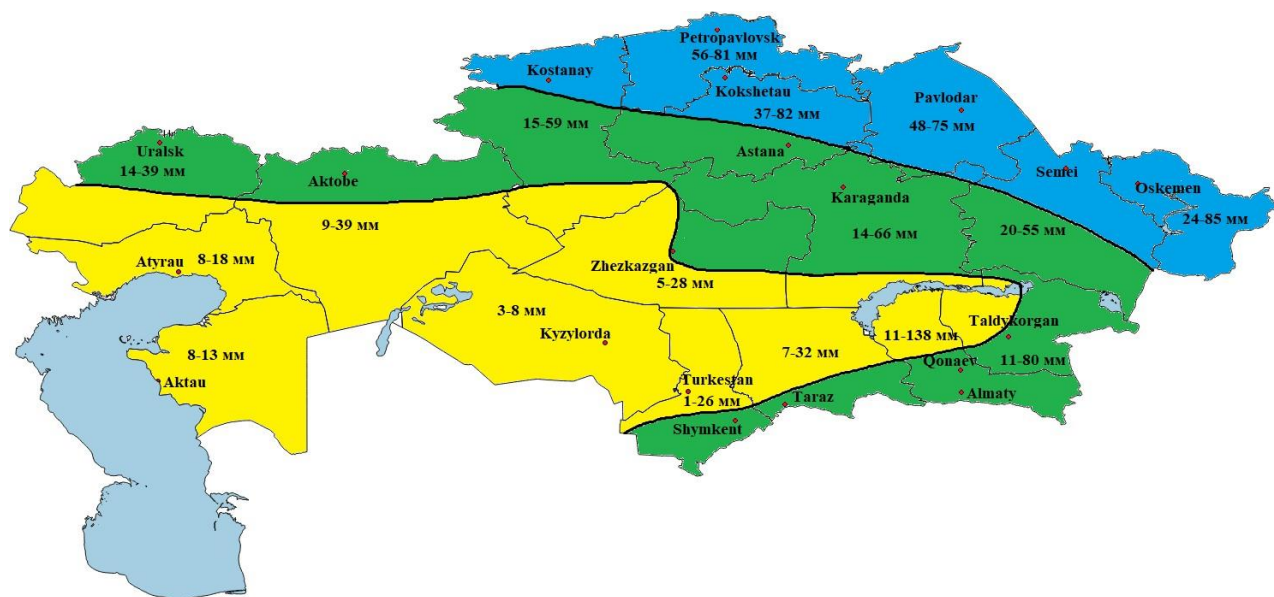 Petropavlovsk
56-81 мм
Kostanay
Kokshetau
37-82 мм
Pavlodar
48-75 мм
15-59 мм
Astana
Uralsk
14-39 мм
Aktobe
Semei
Oskemen
24-85 мм
Karaganda
14-66 мм
20-55 мм
9-39 мм
Atyrau
8-18 мм
Zhezkazgan
5-28 мм
3-8 мм
Kyzylorda
7-32 мм
11-138 мм
Taldykorgan
11-80 мм
8-13 мм
Aktau
Qonaev
Turkestan
1-26 мм
Taraz
Almaty
Shymkent